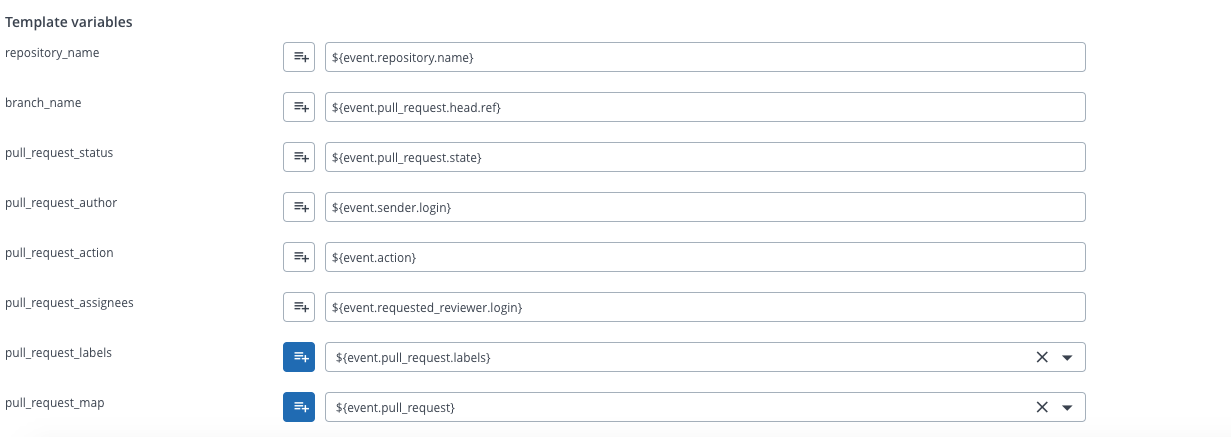 Template variables
repository_name ${event.repository.name}
branch_name ${event.pull_request.head.ref}
pull_request_status ${event.pull_request.state}
pull_request_author ${event.sender.login}
pull_request_action ${event.action}
pull_request_assignees ${event.requested_reviewer.login}
pull_request_labels ${event.pull_request.labels}
pull_request_map ${event.pull_request}